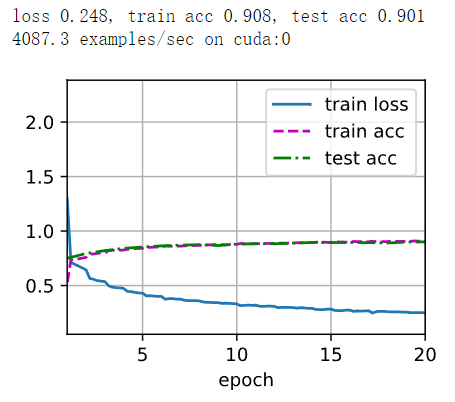 loss 0.248, train acc 0.908, test acc 0.901
4087.3 examples/sec on cuda:0
train loss
train acc
test acc
2.0
1.5
1.0
0.5
5 10 15 20
epoch